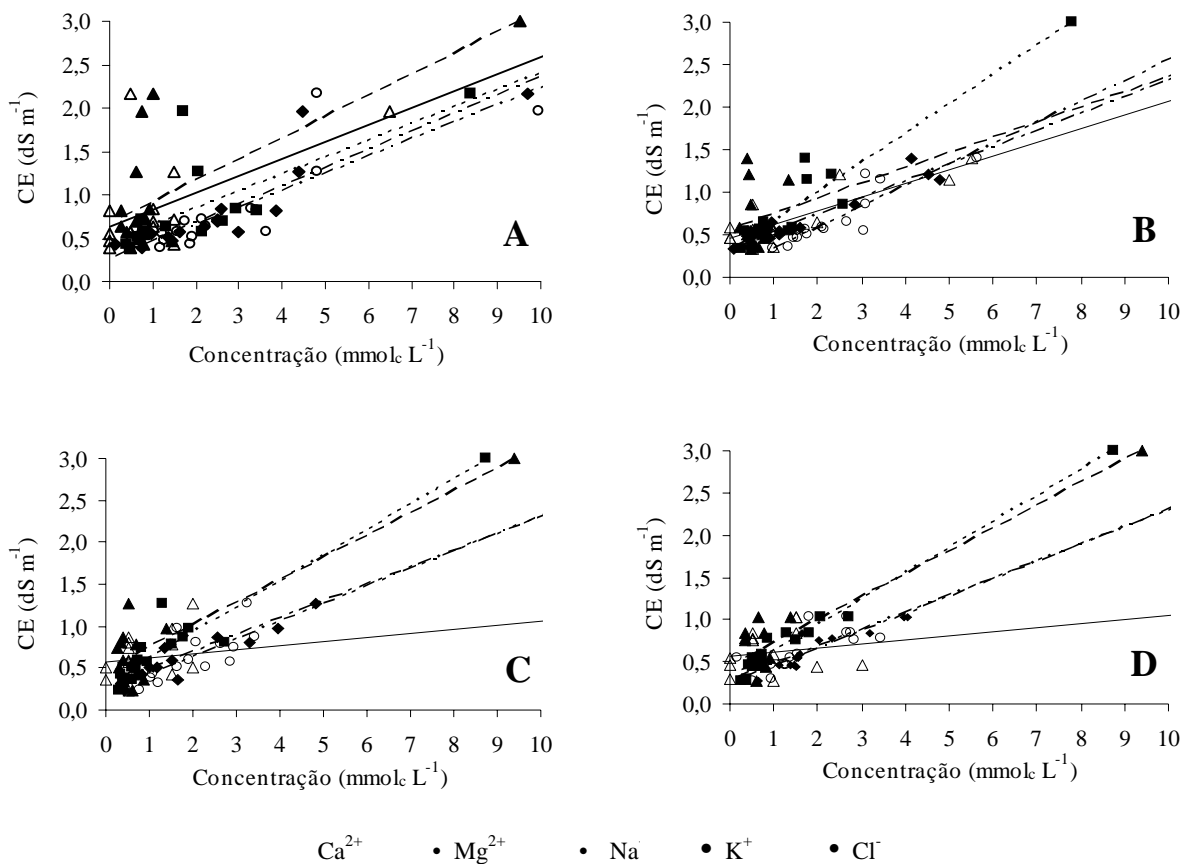 CE (dS m⁻¹)
3,0
2,5
2,0
1,5
1,0
0,5
0,0
A
0 1 2 3 4 5 6 7 8 9 10
Concentração (mmolc L⁻¹)
CE (dS m⁻¹)
3,0
2,5
2,0
1,5
1,0
0,5
0,0
B
0 1 2 3 4 5 6 7 8 9 10
Concentração (mmolc L⁻¹)
CE (dS m⁻¹)
3,0
2,5
2,0
1,5
1,0
0,5
0,0
C
0 1 2 3 4 5 6 7 8 9 10
Concentração (mmolc L⁻¹)
CE (dS m⁻¹)
3,0
2,5
2,0
1,5
1,0
0,5
0,0
D
0 1 2 3 4 5 6 7 8 9 10
Concentração (mmolc L⁻¹)
Ca²⁺ • Mg²⁺ • Na • K⁺ • Cl⁻